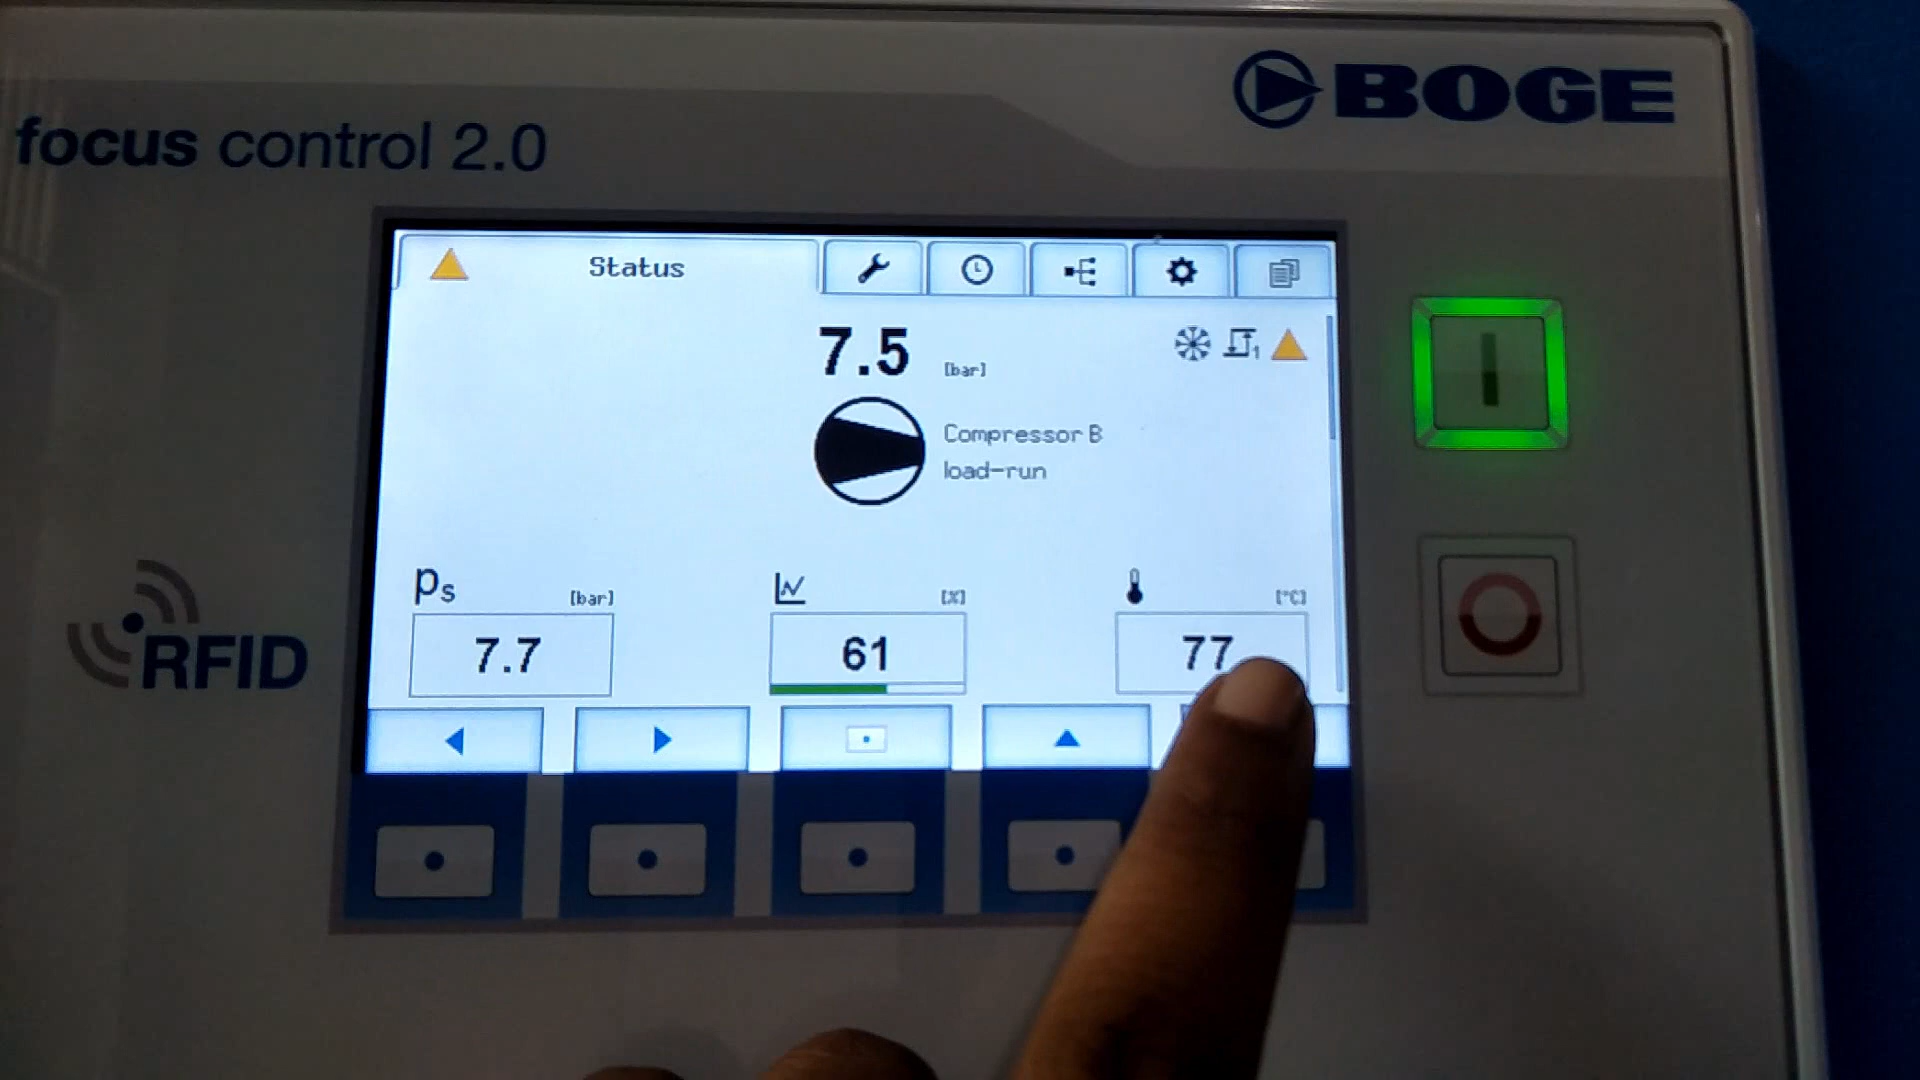 BOGE
focus control 2.0
Status
7.5 [bar]
1
Compressor B
load-run
ps [bar]
[%]
[°C]
7.7
61
77
RFID